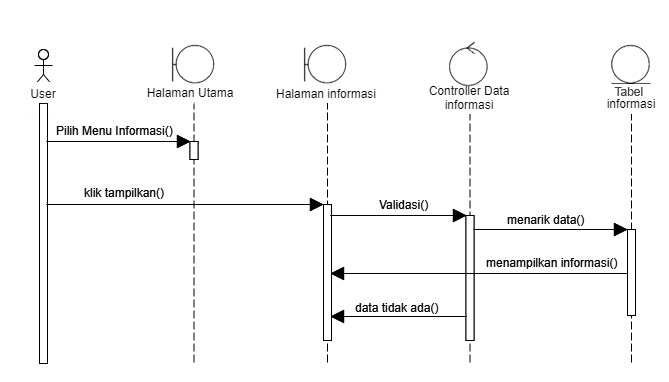 User
Halaman Utama
Halaman informasi
Controller Data
informasi
Tabel
informasi
Pilih Menu Informasi()
klik tampilkan()
Validasi()
menarik data()
menampilkan informasi()
data tidak ada()